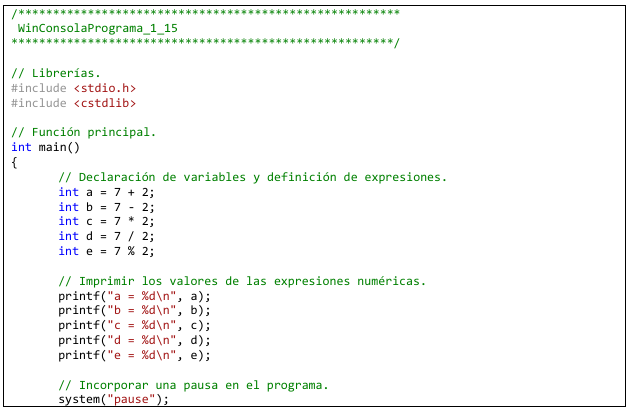 /*******************************************************
 WinConsolaPrograma_1_15
*******************************************************/

// Librerías.
#include <stdio.h>
#include <cstdlib>

// Función principal.
int main()
{
       // Declaración de variables y definición de expresiones.
       int a = 7 + 2;
       int b = 7 - 2;
       int c = 7 * 2;
       int d = 7 / 2;
       int e = 7 % 2;

       // Imprimir los valores de las expresiones numéricas.
       printf("a = %d\n", a);
       printf("b = %d\n", b);
       printf("c = %d\n", c);
       printf("d = %d\n", d);
       printf("e = %d\n", e);

       // Incorporar una pausa en el programa.
       system("pause");